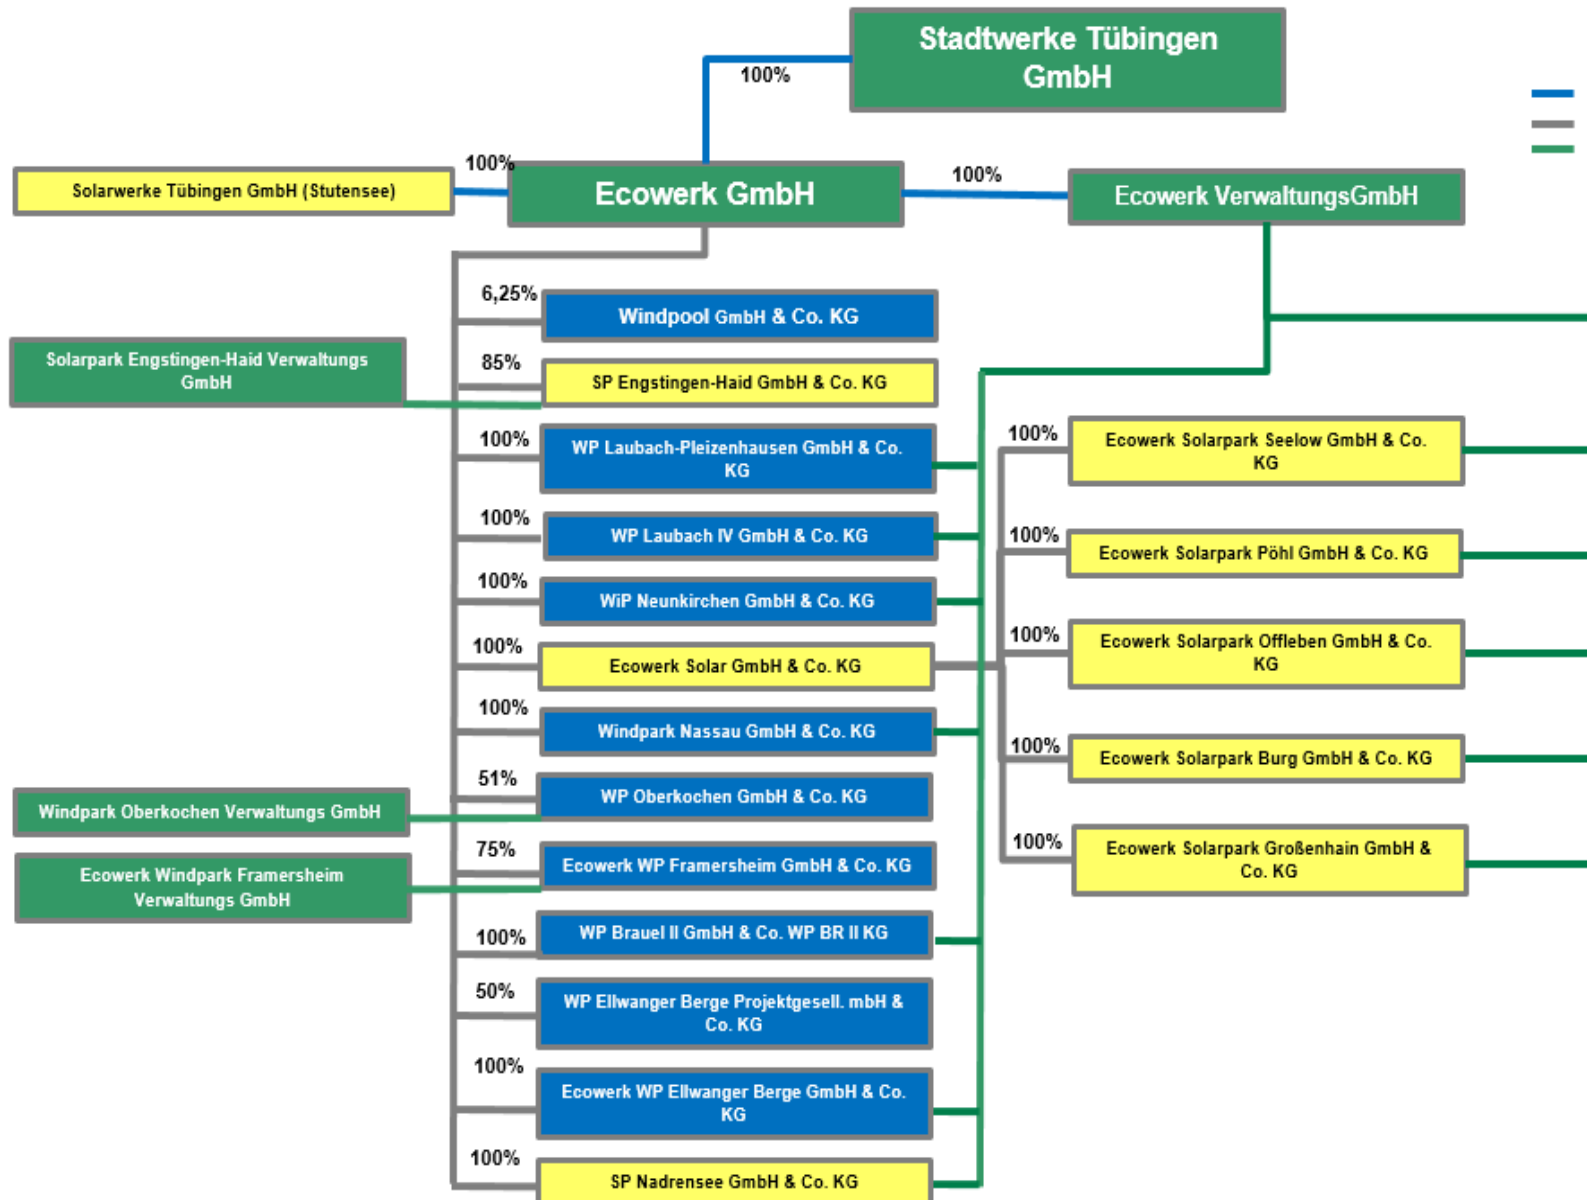 Stadtwerke Tübingen
GmbH
100%
100%
Solarwerke Tübingen GmbH (Stutensee)
Ecowerk GmbH
100%
Ecowerk VerwaltungsGmbH
6,25%
Windpool GmbH & Co. KG
Solarpark Engstingen-Haid Verwaltungs
GmbH
85%
SP Engstingen-Haid GmbH & Co. KG
100%
WP Laubach-Pleizenhausen GmbH & Co.
KG
100%
WP Laubach IV GmbH & Co. KG
100%
WiP Neunkirchen GmbH & Co. KG
100%
Ecowerk Solar GmbH & Co. KG
100%
Windpark Nassau GmbH & Co. KG
51%
WP Oberkochen GmbH & Co. KG
Windpark Oberkochen Verwaltungs GmbH
75%
Ecowerk WP Framersheim GmbH & Co. KG
Ecowerk Windpark Framersheim
Verwaltungs GmbH
100%
WP Brauel II GmbH & Co. WP BR II KG
50%
WP Ellwanger Berge Projektgesell. mbH &
Co. KG
100%
Ecowerk WP Ellwanger Berge GmbH & Co.
KG
100%
SP Nadrensee GmbH & Co. KG
100%
Ecowerk Solarpark Seelow GmbH & Co.
KG
100%
Ecowerk Solarpark Pöhl GmbH & Co. KG
100%
Ecowerk Solarpark Offleben GmbH & Co.
KG
100%
Ecowerk Solarpark Burg GmbH & Co. KG
100%
Ecowerk Solarpark Großenhain GmbH &
Co. KG